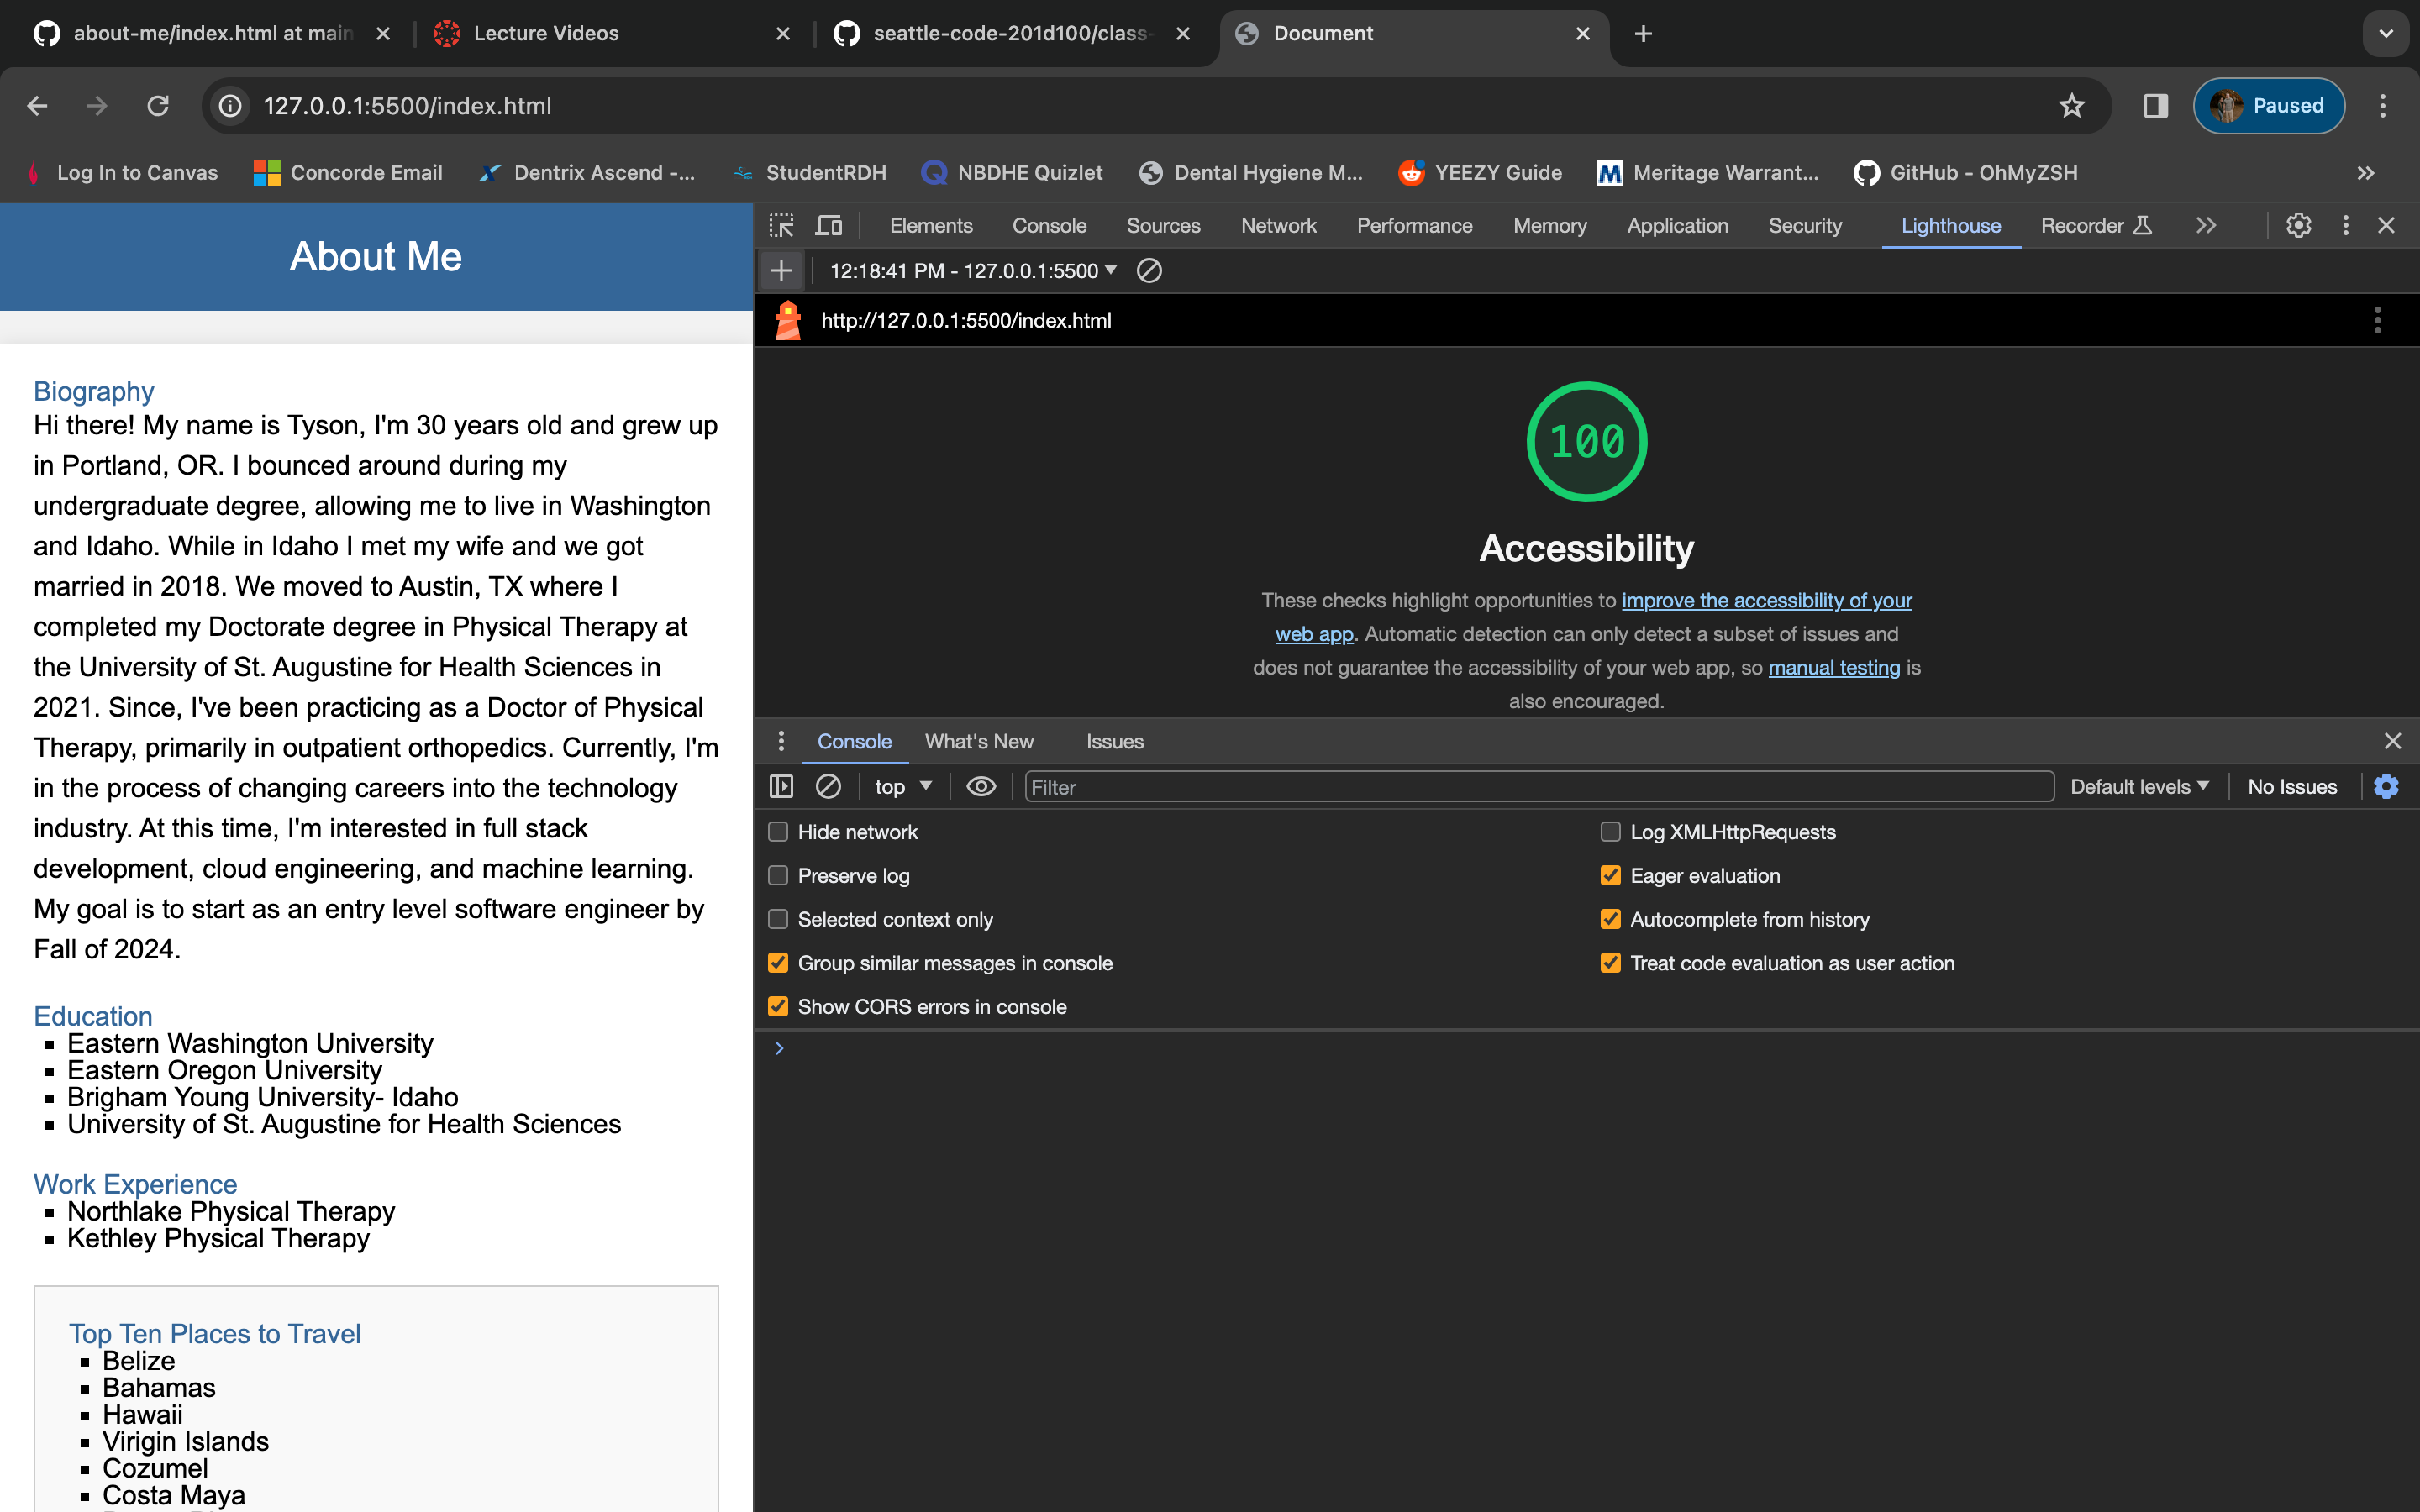 about-me/index.html at main
Lecture Videos
seattle-code-201d100/class-
Document
127.0.0.1:5500/index.html
Paused
Log In to Canvas
Concorde Email
Dentrix Ascend -...
StudentRDH
NBDHE Quizlet
Dental Hygiene M...
YEEZY Guide
Meritage Warrant...
GitHub - OhMyZSH
About Me
Biography
Hi there! My name is Tyson, I'm 30 years old and grew up
in Portland, OR. I bounced around during my
undergraduate degree, allowing me to live in Washington
and Idaho. While in Idaho I met my wife and we got
married in 2018. We moved to Austin, TX where I
completed my Doctorate degree in Physical Therapy at
the University of St. Augustine for Health Sciences in
2021. Since, I've been practicing as a Doctor of Physical
Therapy, primarily in outpatient orthopedics. Currently, I'm
in the process of changing careers into the technology
industry. At this time, I'm interested in full stack
development, cloud engineering, and machine learning.
My goal is to start as an entry level software engineer by
Fall of 2024.
Education
Eastern Washington University
Eastern Oregon University
Brigham Young University- Idaho
University of St. Augustine for Health Sciences
Work Experience
Northlake Physical Therapy
Kethley Physical Therapy
Top Ten Places to Travel
Belize
Bahamas
Hawaii
Virigin Islands
Cozumel
Costa Maya
Elements
Console
Sources
Network
Performance
Memory
Application
Security
Lighthouse
Recorder
12:18:41 PM - 127.0.0.1:5500
http://127.0.0.1:5500/index.html
100
Accessibility
These checks highlight opportunities to improve the accessibility of your
web app. Automatic detection can only detect a subset of issues and
does not guarantee the accessibility of your web app, so manual testing is
also encouraged.
Console
What's New
Issues
top
Filter
Default levels
No Issues
Hide network
Log XMLHttpRequests
Preserve log
Eager evaluation
Selected context only
Autocomplete from history
Group similar messages in console
Treat code evaluation as user action
Show CORS errors in console